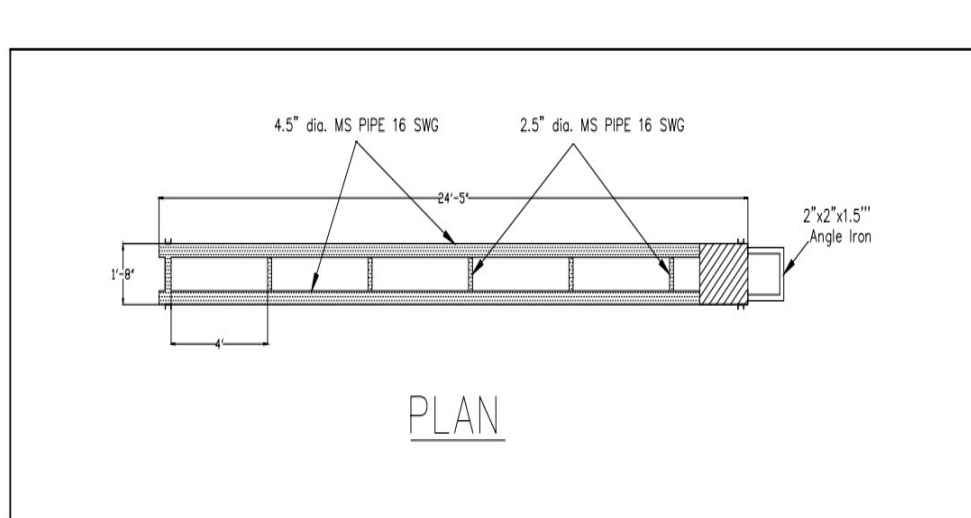 4.5" dia. MS PIPE 16 SWG
2.5" dia. MS PIPE 16 SWG
24'-5"
2"x2"x1.5'"
Angle Iron
1'-8"
4'
PLAN